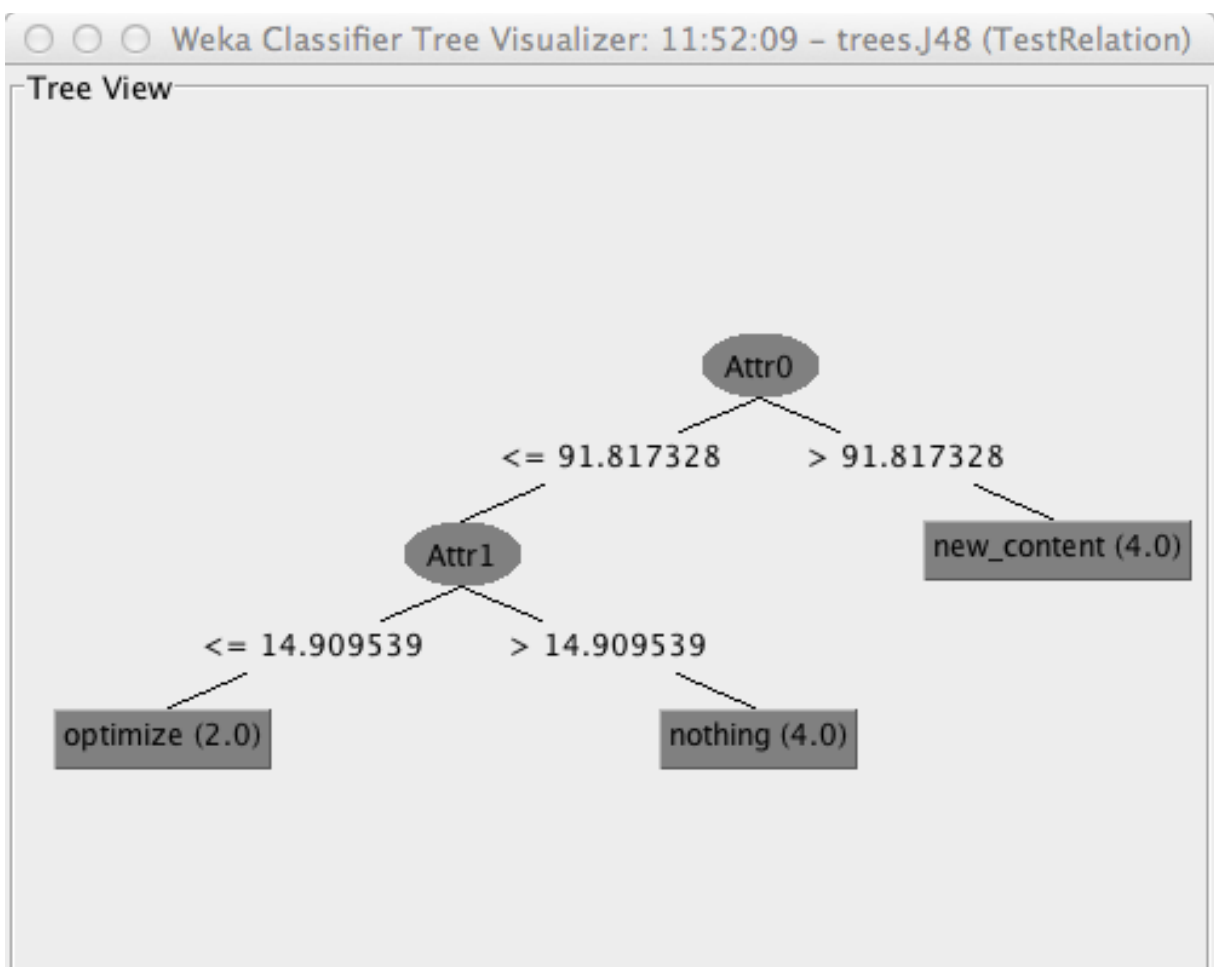 Weka Classifier Tree Visualizer: 11:52:09 – trees.J48 (TestRelation)
Tree View
Attr0
<= 91.817328 > 91.817328
Attr1
new_content (4.0)
<= 14.909539 > 14.909539
optimize (2.0)
nothing (4.0)